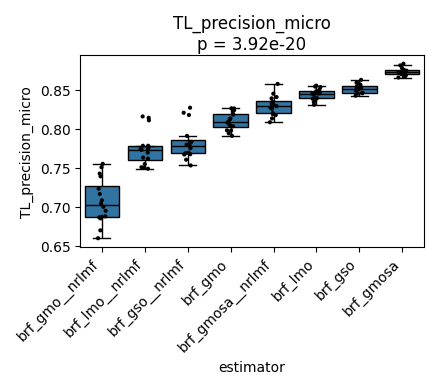 TL_precision_micro
p = 3.92e-20
TL_precision_micro
0.85
0.80
0.75
0.70
0.65
brf_gmo__nrlmf
brf_lmo__nrlmf
brf_gso__nrlmf
brf_gmo
brf_gmosa__nrlmf
brf_lmo
brf_gso
brf_gmosa
estimator